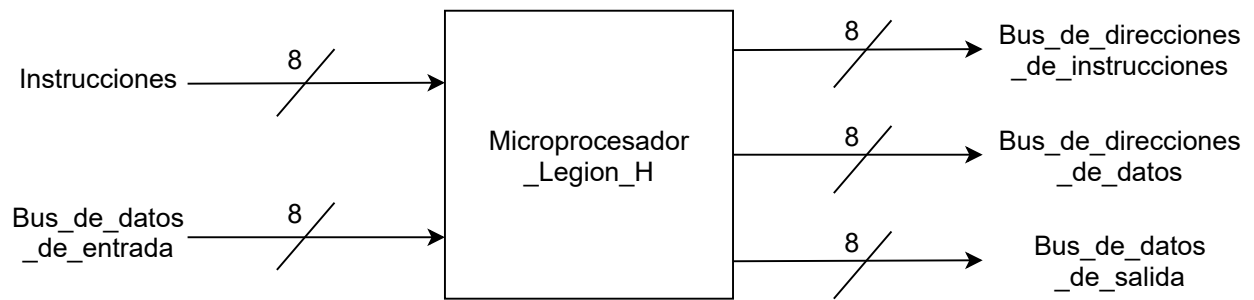 Instrucciones
8
Bus_de_datos
_de_entrada
8
Microprocesador
_Legion_H
8
Bus_de_direcciones
_de_instrucciones
8
Bus_de_direcciones
_de_datos
8
Bus_de_datos
_de_salida